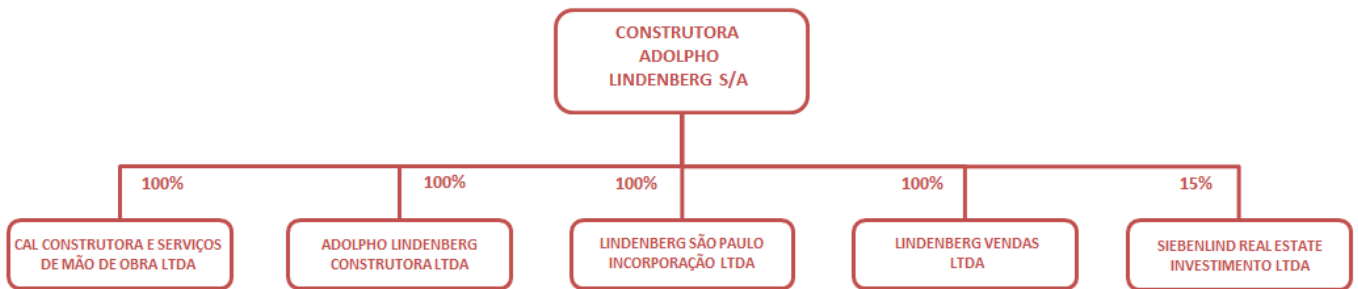 CONSTRUTORA
ADOLPHO
LINDENBERG S/A
100%
100%
100%
100%
15%
CAL CONSTRUTORA E SERVIÇOS
DE MÃO DE OBRA LTDA
ADOLPHO LINDENBERG
CONSTRUTORA LTDA
LINDENBERG SÃO PAULO
INCORPORAÇÃO LTDA
LINDENBERG VENDAS
LTDA
SIEBENLIND REAL ESTATE
INVESTIMENTO LTDA